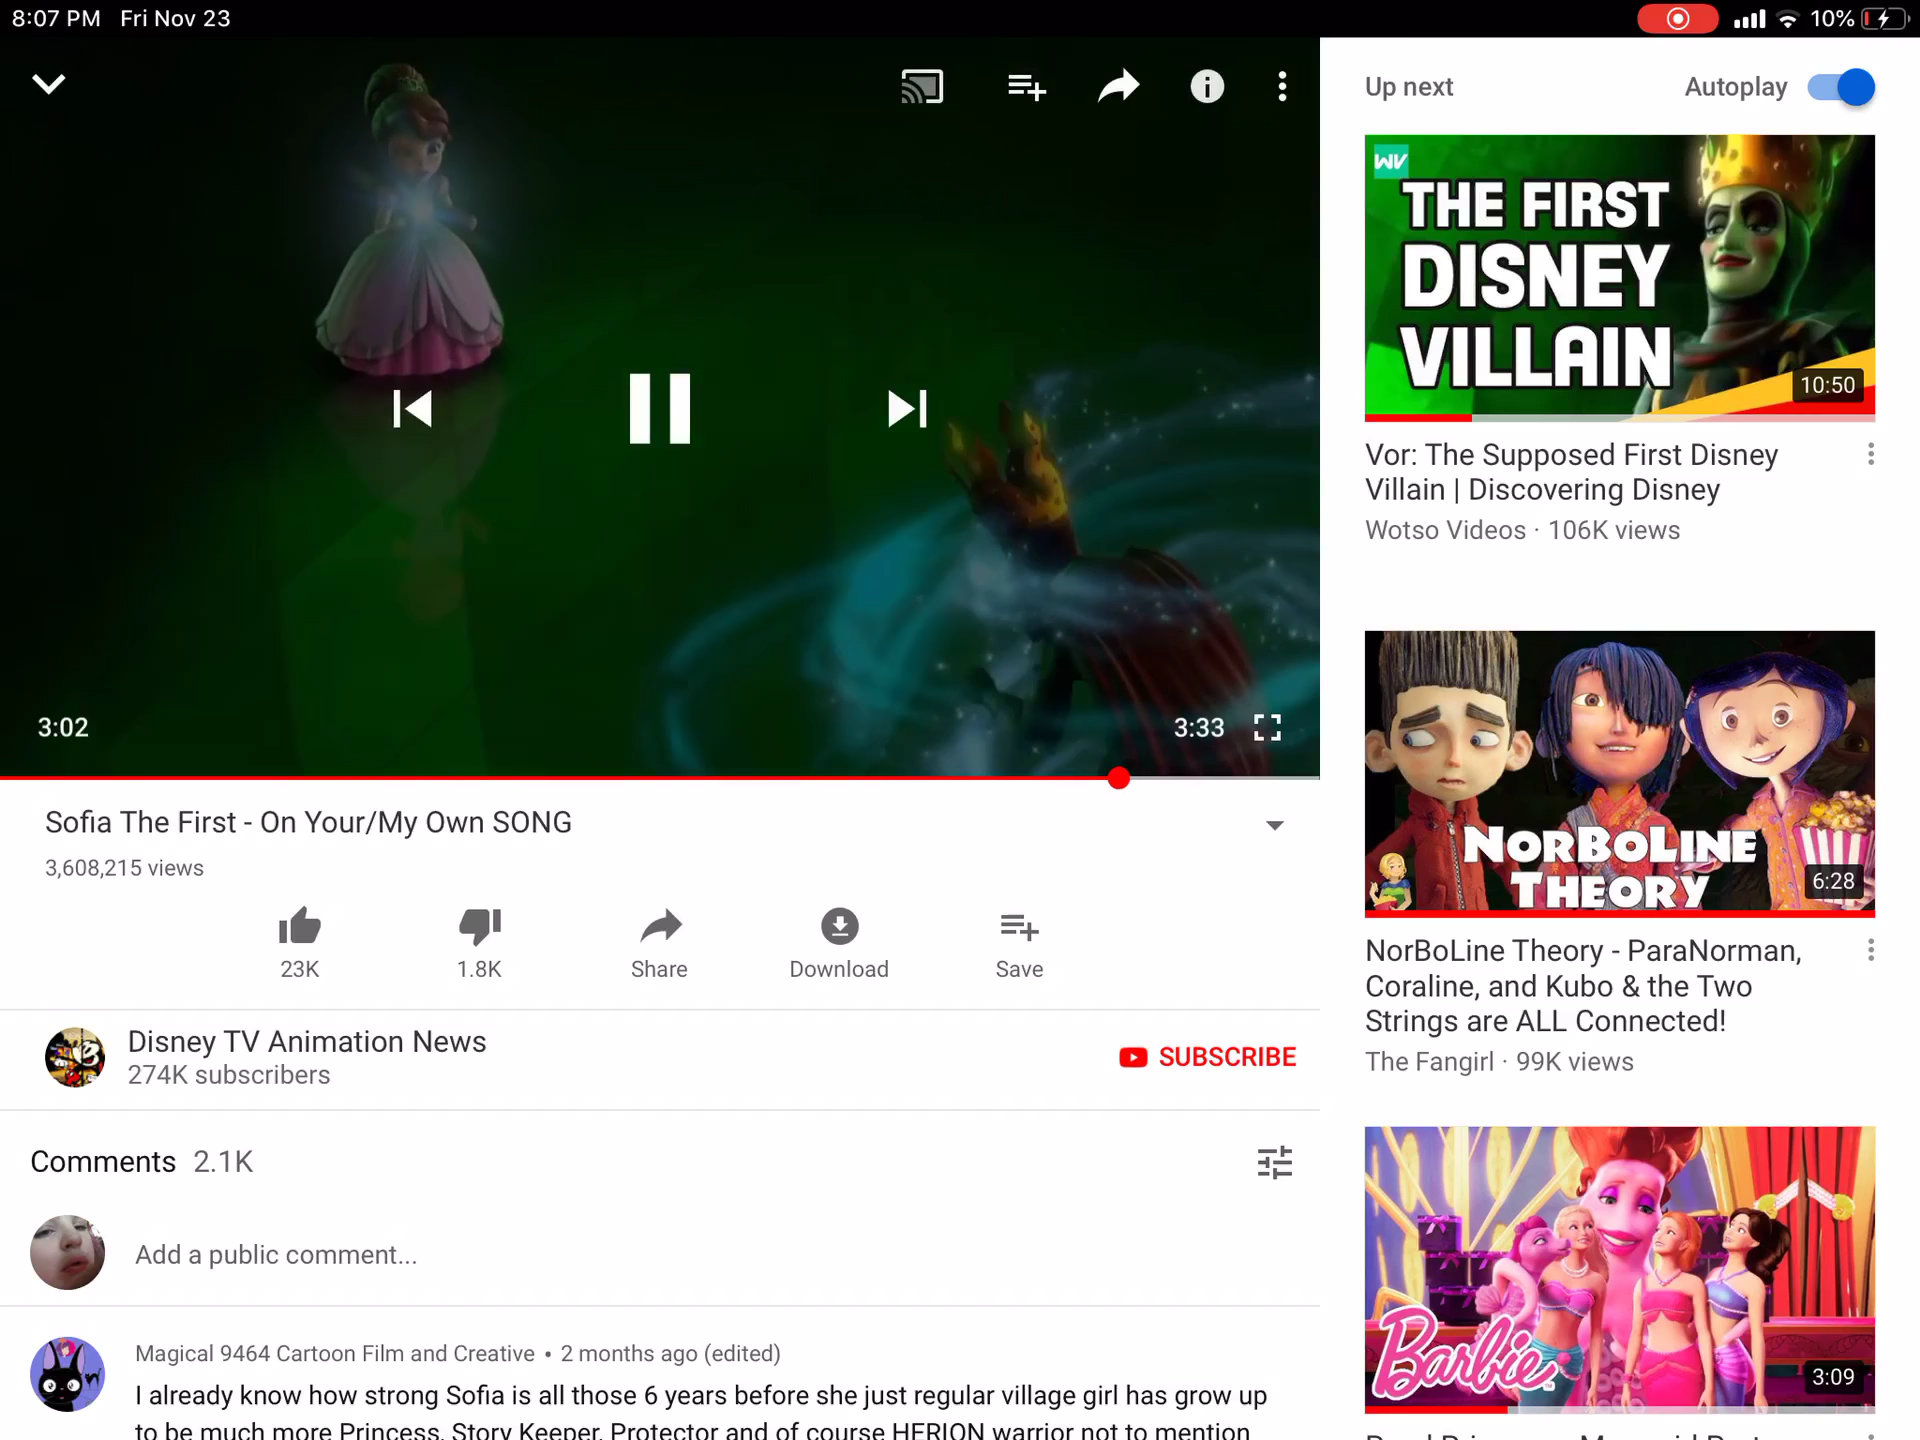 8:07 PM Fri Nov 23
10%
3:02
3:33
Sofia The First - On Your/My Own SONG
3,608,215 views
23K
1.8K
Share
Download
Save
Disney TV Animation News
274K subscribers
SUBSCRIBE
Comments 2.1K
Add a public comment...
Magical 9464 Cartoon Film and Creative • 2 months ago (edited)
I already know how strong Sofia is all those 6 years before she just regular village girl has grow up
to be much more Princess, Story Keeper, Protector and of course HERION warrior not to mention
Up next
Autoplay
WV
THE FIRST
DISNEY
VILLAIN
10:50
Vor: The Supposed First Disney
Villain | Discovering Disney
Wotso Videos · 106K views
NORBOLINE
THEORY
6:28
NorBoLine Theory - ParaNorman,
Coraline, and Kubo & the Two
Strings are ALL Connected!
The Fangirl · 99K views
Barbie
3:09